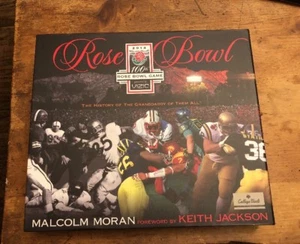 Rose Bowl
100th
ROSE BOWL GAME
THE HISTORY OF THE GRANDDADDY OF THEM ALL
38
MALCOLM MORAN FOREWORD BY KEITH JACKSON